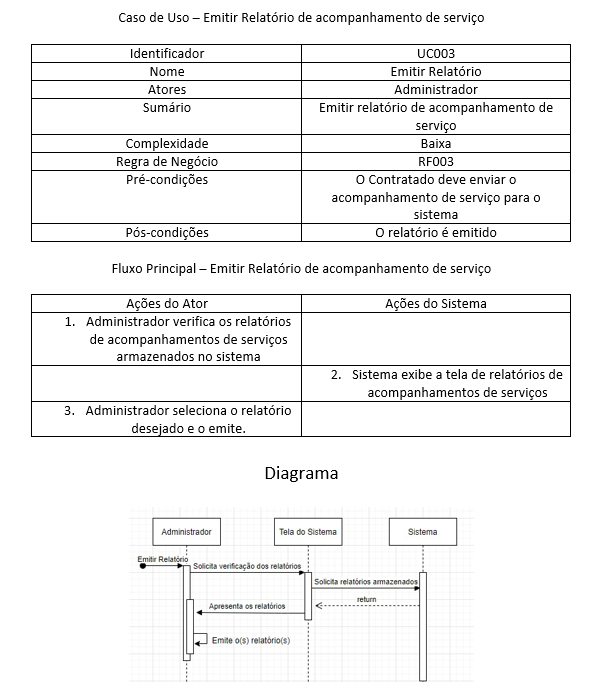 Caso de Uso – Emitir Relatório de acompanhamento de serviço
Identificador UC003
Nome Emitir Relatório
Atores Administrador
Sumário Emitir relatório de acompanhamento de
serviço
Complexidade Baixa
Regra de Negócio RF003
Pré-condições O Contratado deve enviar o
acompanhamento de serviço para o
sistema
Pós-condições O relatório é emitido
Fluxo Principal – Emitir Relatório de acompanhamento de serviço
Ações do Ator Ações do Sistema
1. Administrador verifica os relatórios
de acompanhamentos de serviços
armazenados no sistema
2. Sistema exibe a tela de relatórios de
acompanhamentos de serviços
3. Administrador seleciona o relatório
desejado e o emite.
Diagrama
Administrador Tela do Sistema Sistema
Emitir Relatório
Solicita verificação dos relatórios
Solicita relatórios armazenados
return
Apresenta os relatórios
Emite o(s) relatório(s)